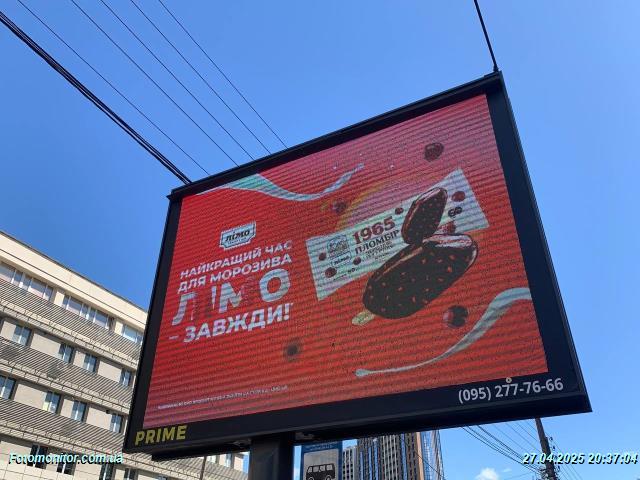 ЛІМО
НАЙКРАЩИЙ ЧАС
ДЛЯ МОРОЗИВА
ЛІМО
– ЗАВЖДИ!
1965
ПЛОМБІР
(095) 277-76-66
PRIME
Fotomonitor.com.ua
27.04.2025 20:37:04